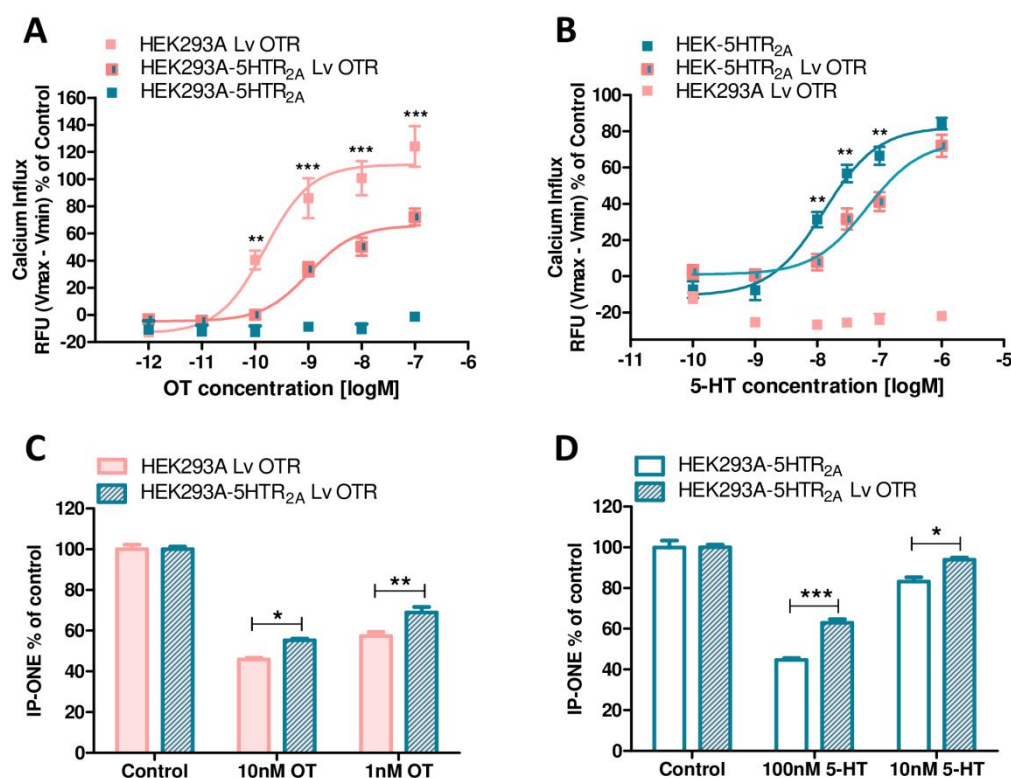 A
HEK293A Lv OTR
HEK293A-5HTR2A Lv OTR
HEK293A-5HTR2A
160
140
120
100
80
60
40
20
0
-20
Calcium Influx
RFU (Vmax - Vmin) % of Control
**
***
***
***
-12 -11 -10 -9 -8 -7 -6
OT concentration [logM]
B
HEK-5HTR2A
HEK-5HTR2A Lv OTR
HEK293A Lv OTR
100
80
60
40
20
0
-20
Calcium Influx
RFU (Vmax - Vmin) % of Control
**
**
**
-11 -10 -9 -8 -7 -6 -5
5-HT concentration [logM]
C
HEK293A Lv OTR
HEK293A-5HTR2A Lv OTR
120
100
80
60
40
20
0
IP-ONE % of control
*
**
Control 10nM OT 1nM OT
D
HEK293A-5HTR2A
HEK293A-5HTR2A Lv OTR
120
100
80
60
40
20
0
IP-ONE % of control
***
*
Control 100nM 5-HT 10nM 5-HT